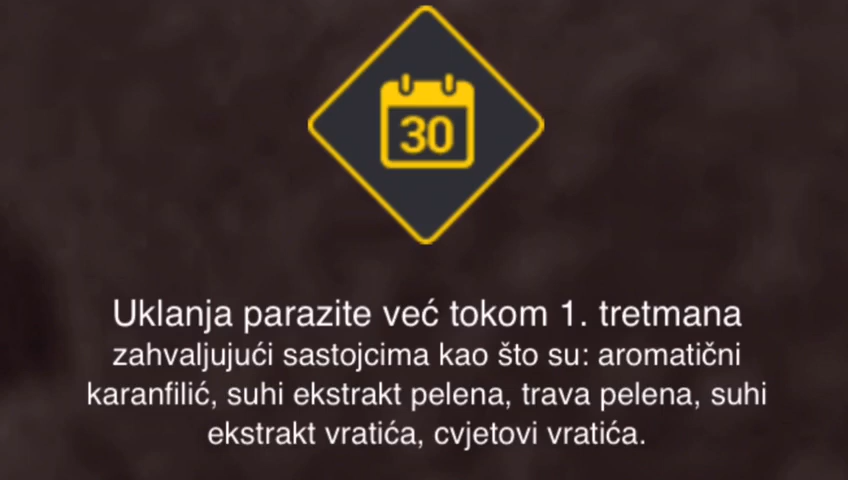 30
Uklanja parazite već tokom 1. tretmana
zahvaljujući sastojcima kao što su: aromatični
karanfilić, suhi ekstrakt pelena, trava pelena, suhi
ekstrakt vratića, cvjetovi vratića.